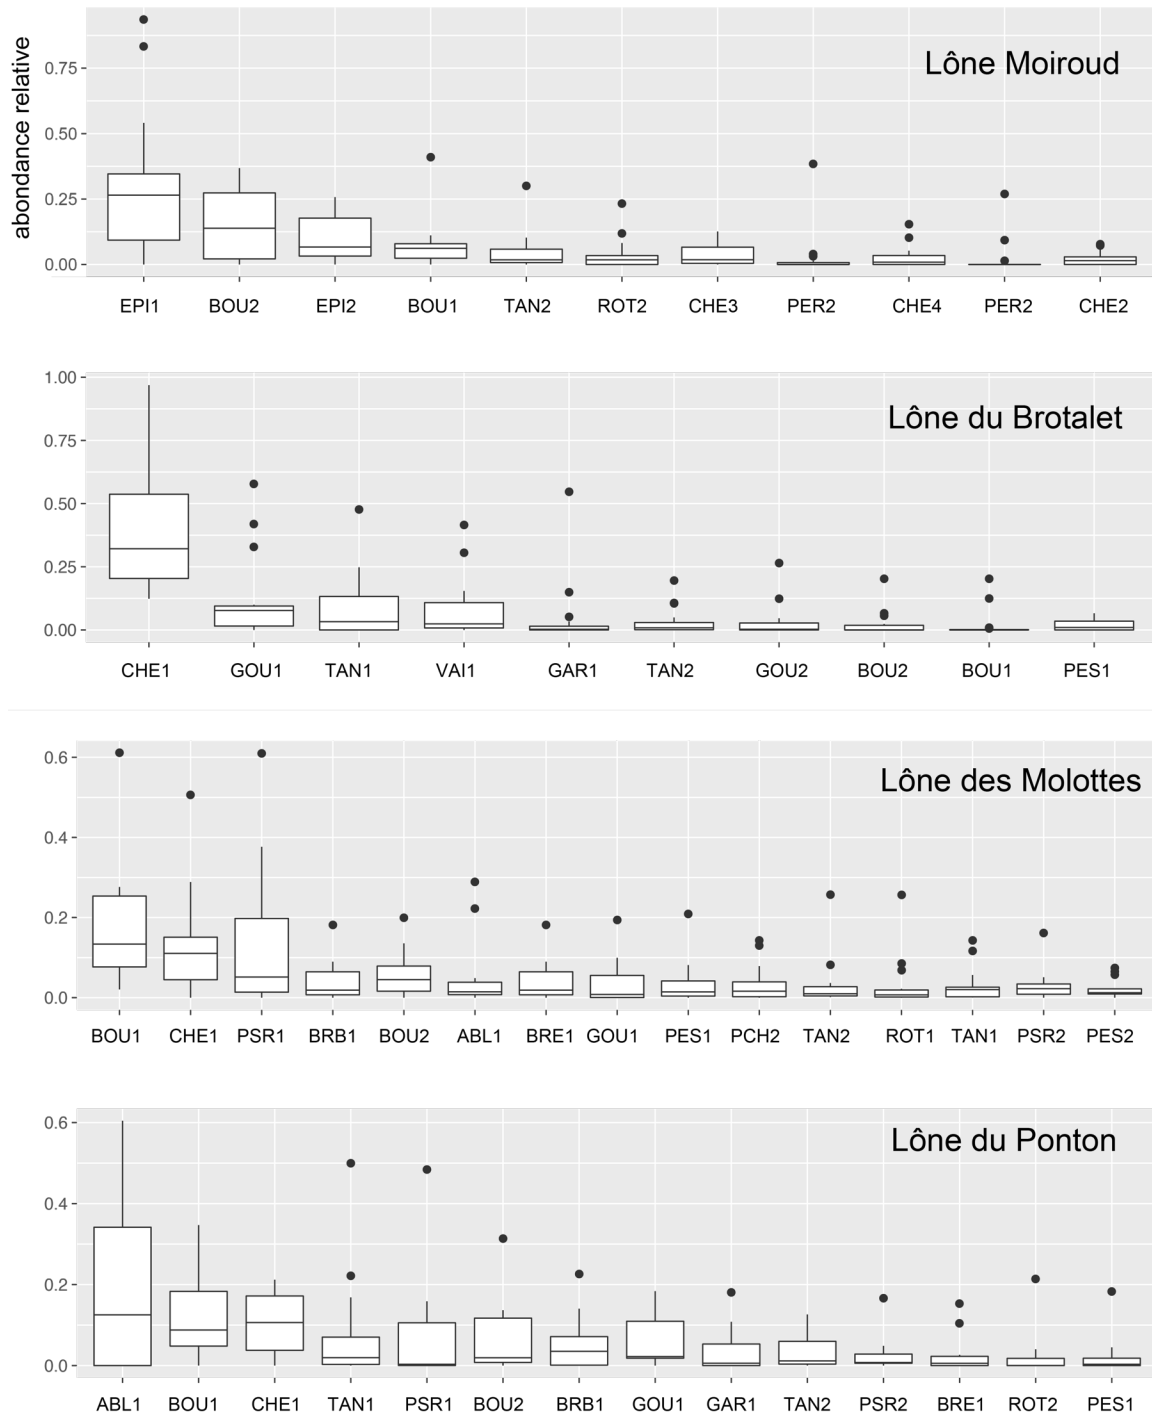 abondance relative
Lône Moiroud
0.75
0.50
0.25
0.00
EPI1 BOU2 EPI2 BOU1 TAN2 ROT2 CHE3 PER2 CHE4 PER2 CHE2
1.00
Lône du Brotalet
0.75
0.50
0.25
0.00
CHE1 GOU1 TAN1 VAI1 GAR1 TAN2 GOU2 BOU2 BOU1 PES1
0.6
Lône des Molottes
0.4
0.2
0.0
BOU1 CHE1 PSR1 BRB1 BOU2 ABL1 BRE1 GOU1 PES1 PCH2 TAN2 ROT1 TAN1 PSR2 PES2
0.6
Lône du Ponton
0.4
0.2
0.0
ABL1 BOU1 CHE1 TAN1 PSR1 BOU2 BRB1 GOU1 GAR1 TAN2 PSR2 BRE1 ROT2 PES1